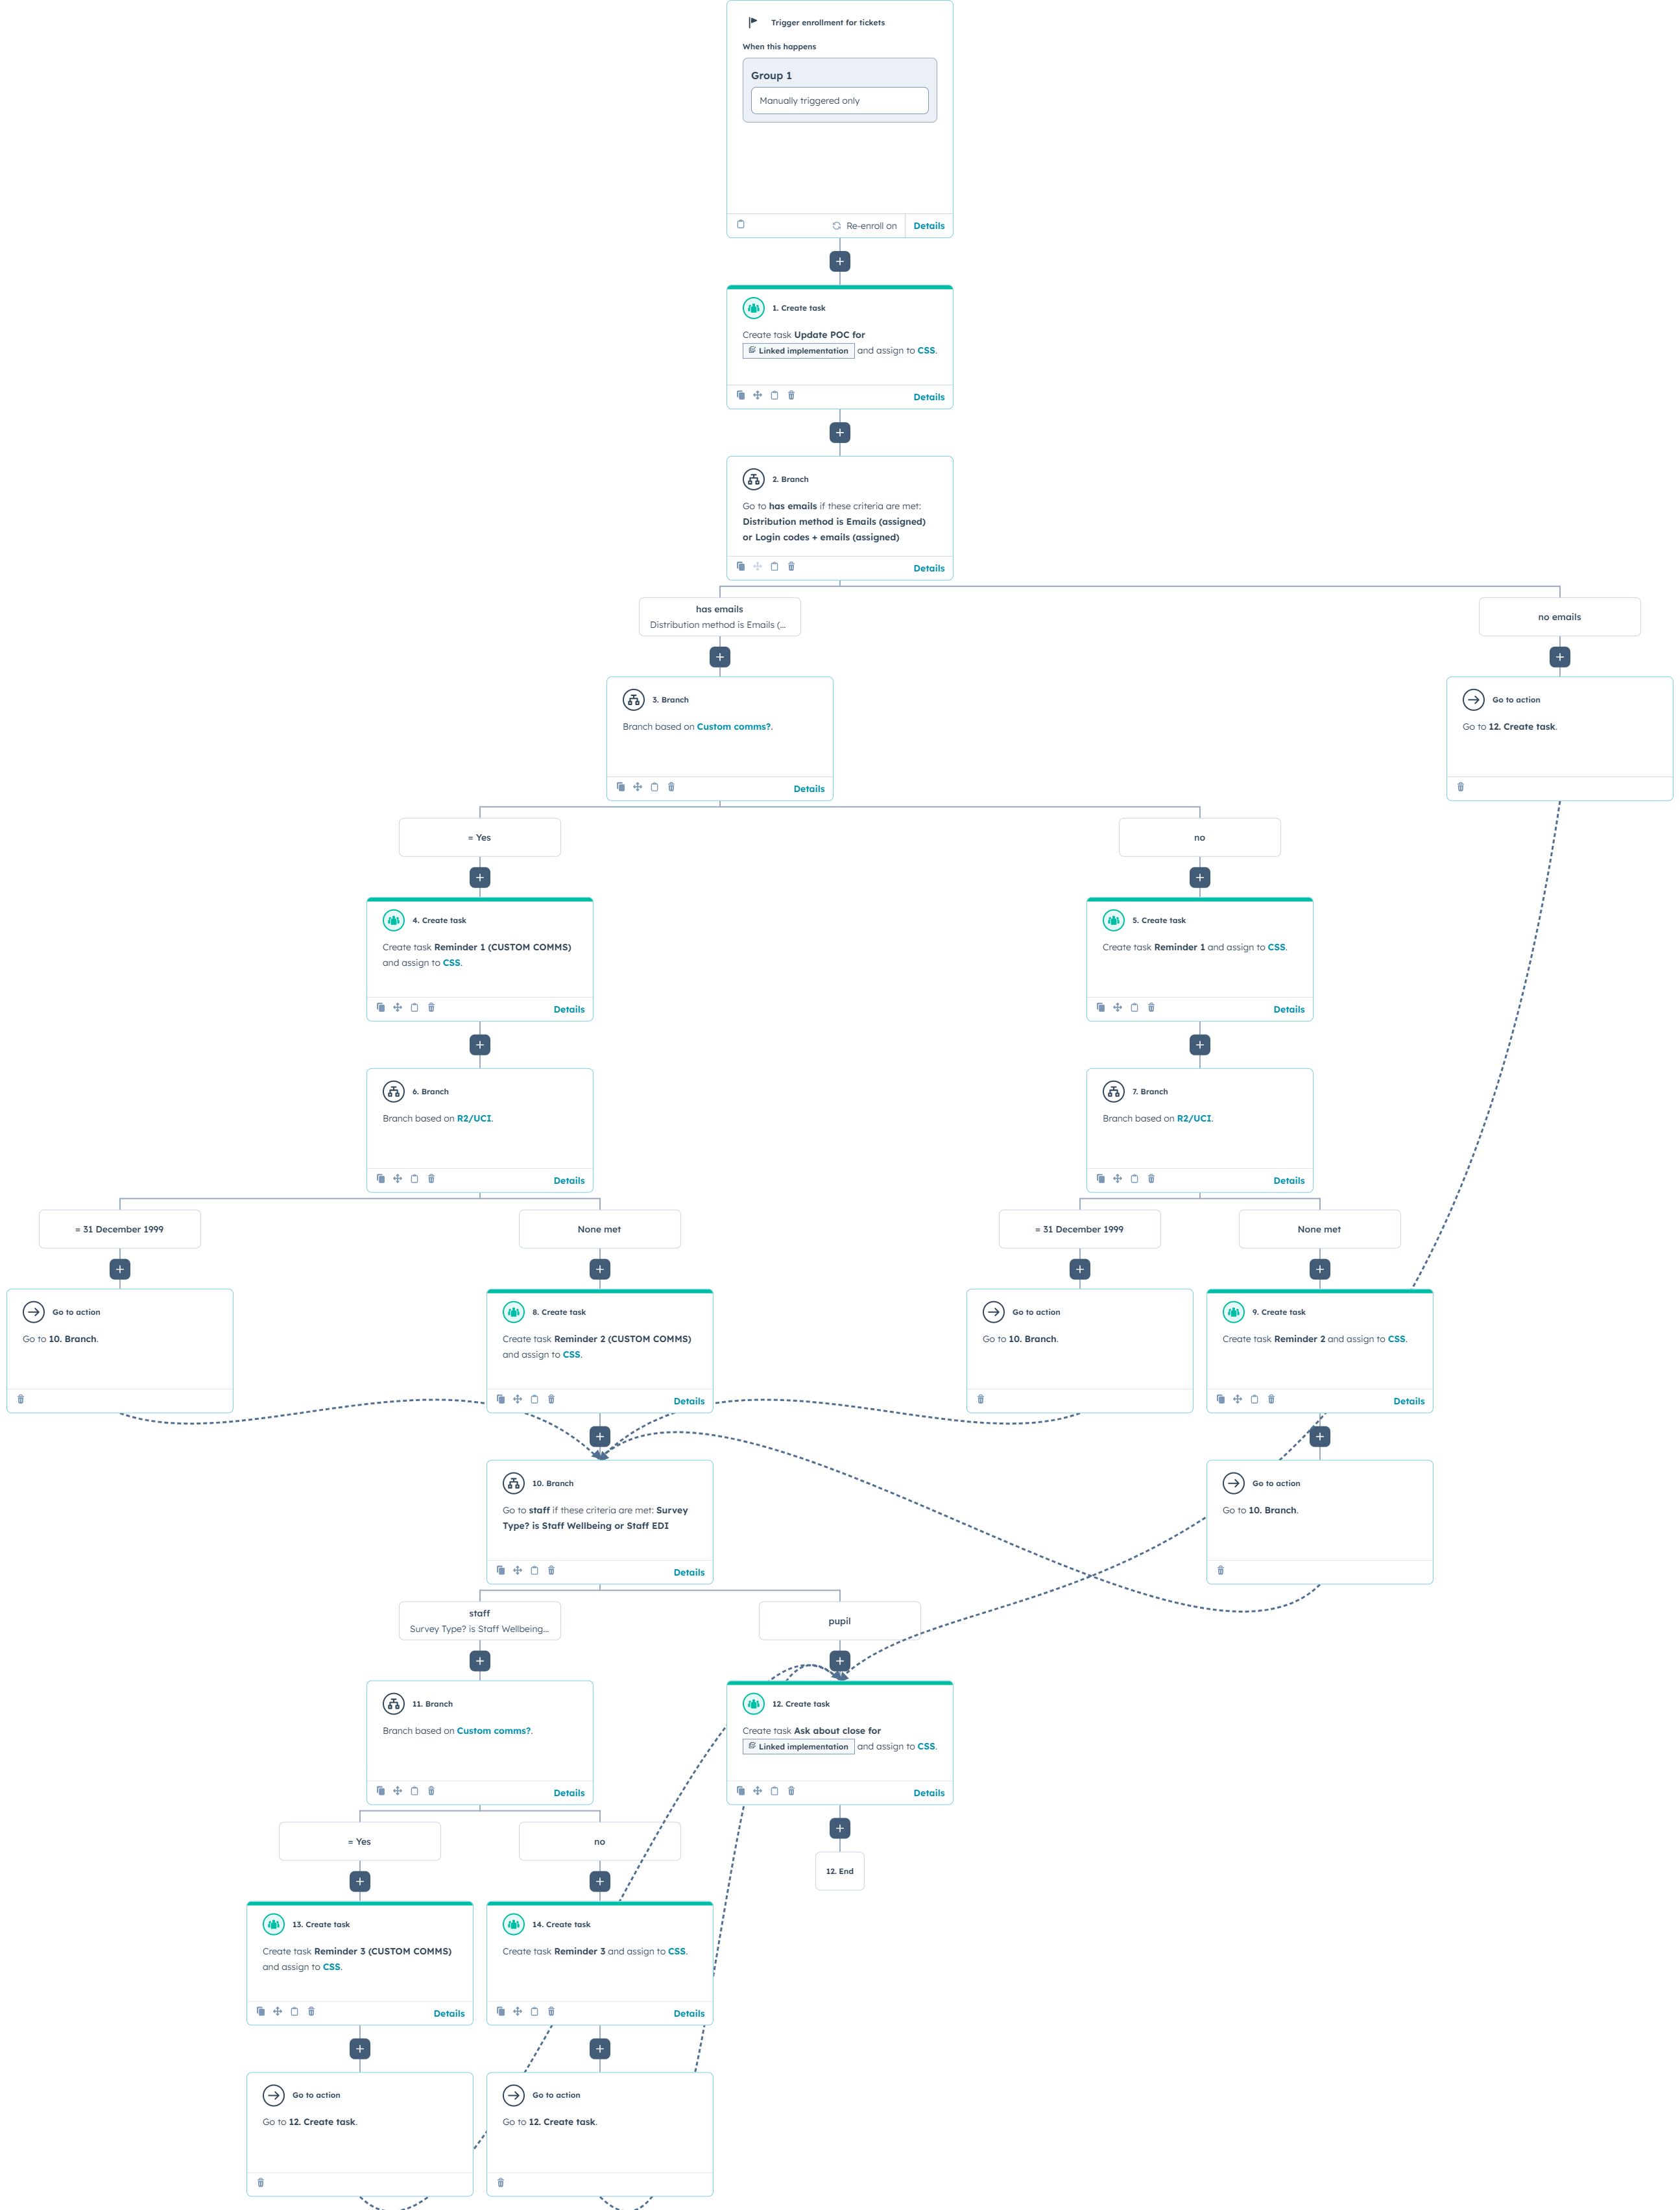 Trigger enrollment for tickets
When this happens
Group 1
Manually triggered only
Re-enroll on
Details
1. Create task
Create task Update POC for
Linked implementation and assign to CSS.
Details
2. Branch
Go to has emails if these criteria are met:
Distribution method is Emails (assigned)
or Login codes + emails (assigned)
Details
has emails
Distribution method is Emails (...
no emails
3. Branch
Branch based on Custom comms?.
Details
Go to action
Go to 12. Create task.
= Yes
no
4. Create task
Create task Reminder 1 (CUSTOM COMMS)
and assign to CSS.
Details
5. Create task
Create task Reminder 1 and assign to CSS.
Details
6. Branch
Branch based on R2/UCI.
Details
7. Branch
Branch based on R2/UCI.
Details
= 31 December 1999
None met
= 31 December 1999
None met
Go to action
Go to 10. Branch.
8. Create task
Create task Reminder 2 (CUSTOM COMMS)
and assign to CSS.
Details
Go to action
Go to 10. Branch.
9. Create task
Create task Reminder 2 and assign to CSS.
Details
10. Branch
Go to staff if these criteria are met: Survey
Type? is Staff Wellbeing or Staff EDI
Details
Go to action
Go to 10. Branch.
staff
Survey Type? is Staff Wellbeing...
pupil
11. Branch
Branch based on Custom comms?.
Details
12. Create task
Create task Ask about close for
Linked implementation and assign to CSS.
Details
= Yes
no
12. End
13. Create task
Create task Reminder 3 (CUSTOM COMMS)
and assign to CSS.
Details
14. Create task
Create task Reminder 3 and assign to CSS.
Details
Go to action
Go to 12. Create task.
Go to action
Go to 12. Create task.